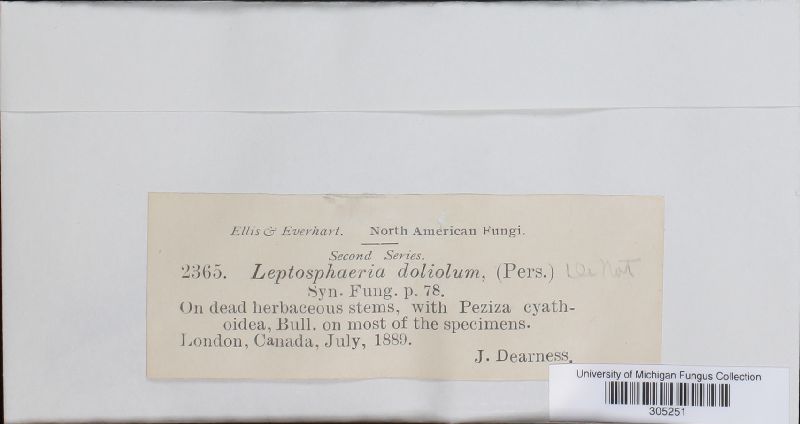 Ellis & Everhart. North American Fungi.
Second Series.
2365. Leptosphaeria doliolum, (Pers.) De Not
Syn. Fung. p. 78.
On dead herbaceous stems, with Peziza cyath-
oidea, Bull. on most of the specimens.
London, Canada, July, 1889.
J. Dearness.
University of Michigan Fungus Collection
305251